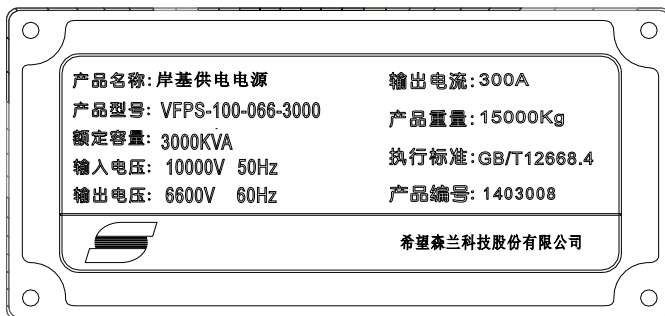 产品名称:岸基供电电源
产品型号: VFPS-100-066-3000
额定容量: 3000KVA
输入电压: 10000V 50Hz
输出电压: 6600V 60Hz
输出电流:300A
产品重量:15000Kg
执行标准:GB/T12668.4
产品编号: 1403008
希望森兰科技股份有限公司